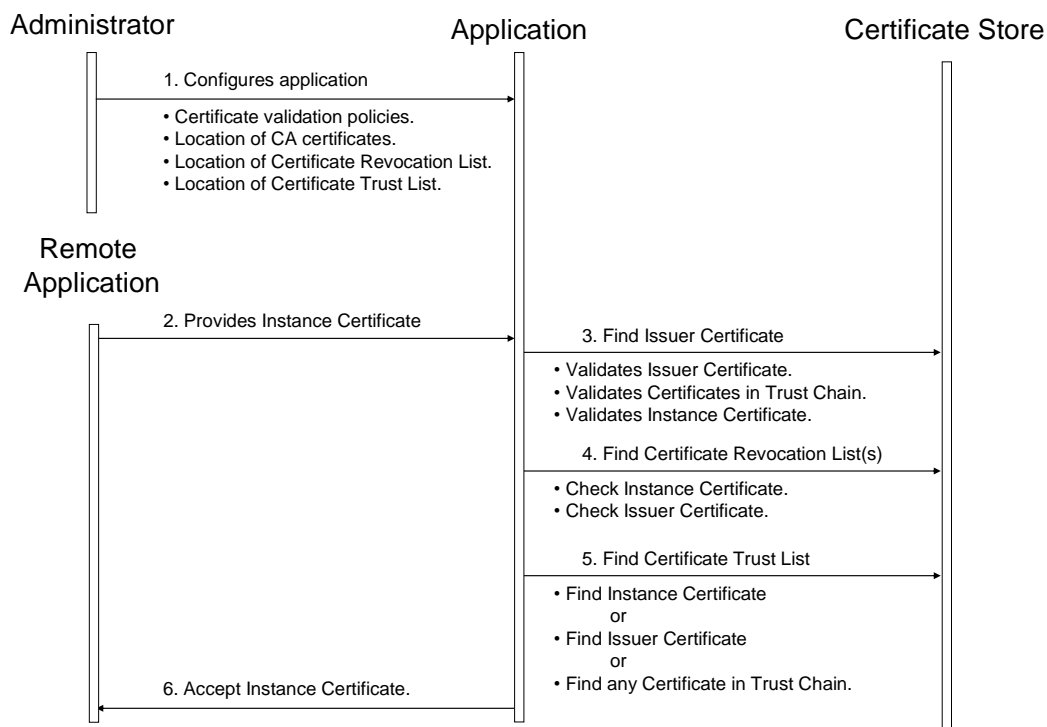 Administrator
Application
Certificate Store
1. Configures application
• Certificate validation policies.
• Location of CA certificates.
• Location of Certificate Revocation List.
• Location of Certificate Trust List.
Remote
Application
2. Provides Instance Certificate
3. Find Issuer Certificate
• Validates Issuer Certificate.
• Validates Certificates in Trust Chain.
• Validates Instance Certificate.
4. Find Certificate Revocation List(s)
• Check Instance Certificate.
• Check Issuer Certificate.
5. Find Certificate Trust List
• Find Instance Certificate
or
• Find Issuer Certificate
or
• Find any Certificate in Trust Chain.
6. Accept Instance Certificate.